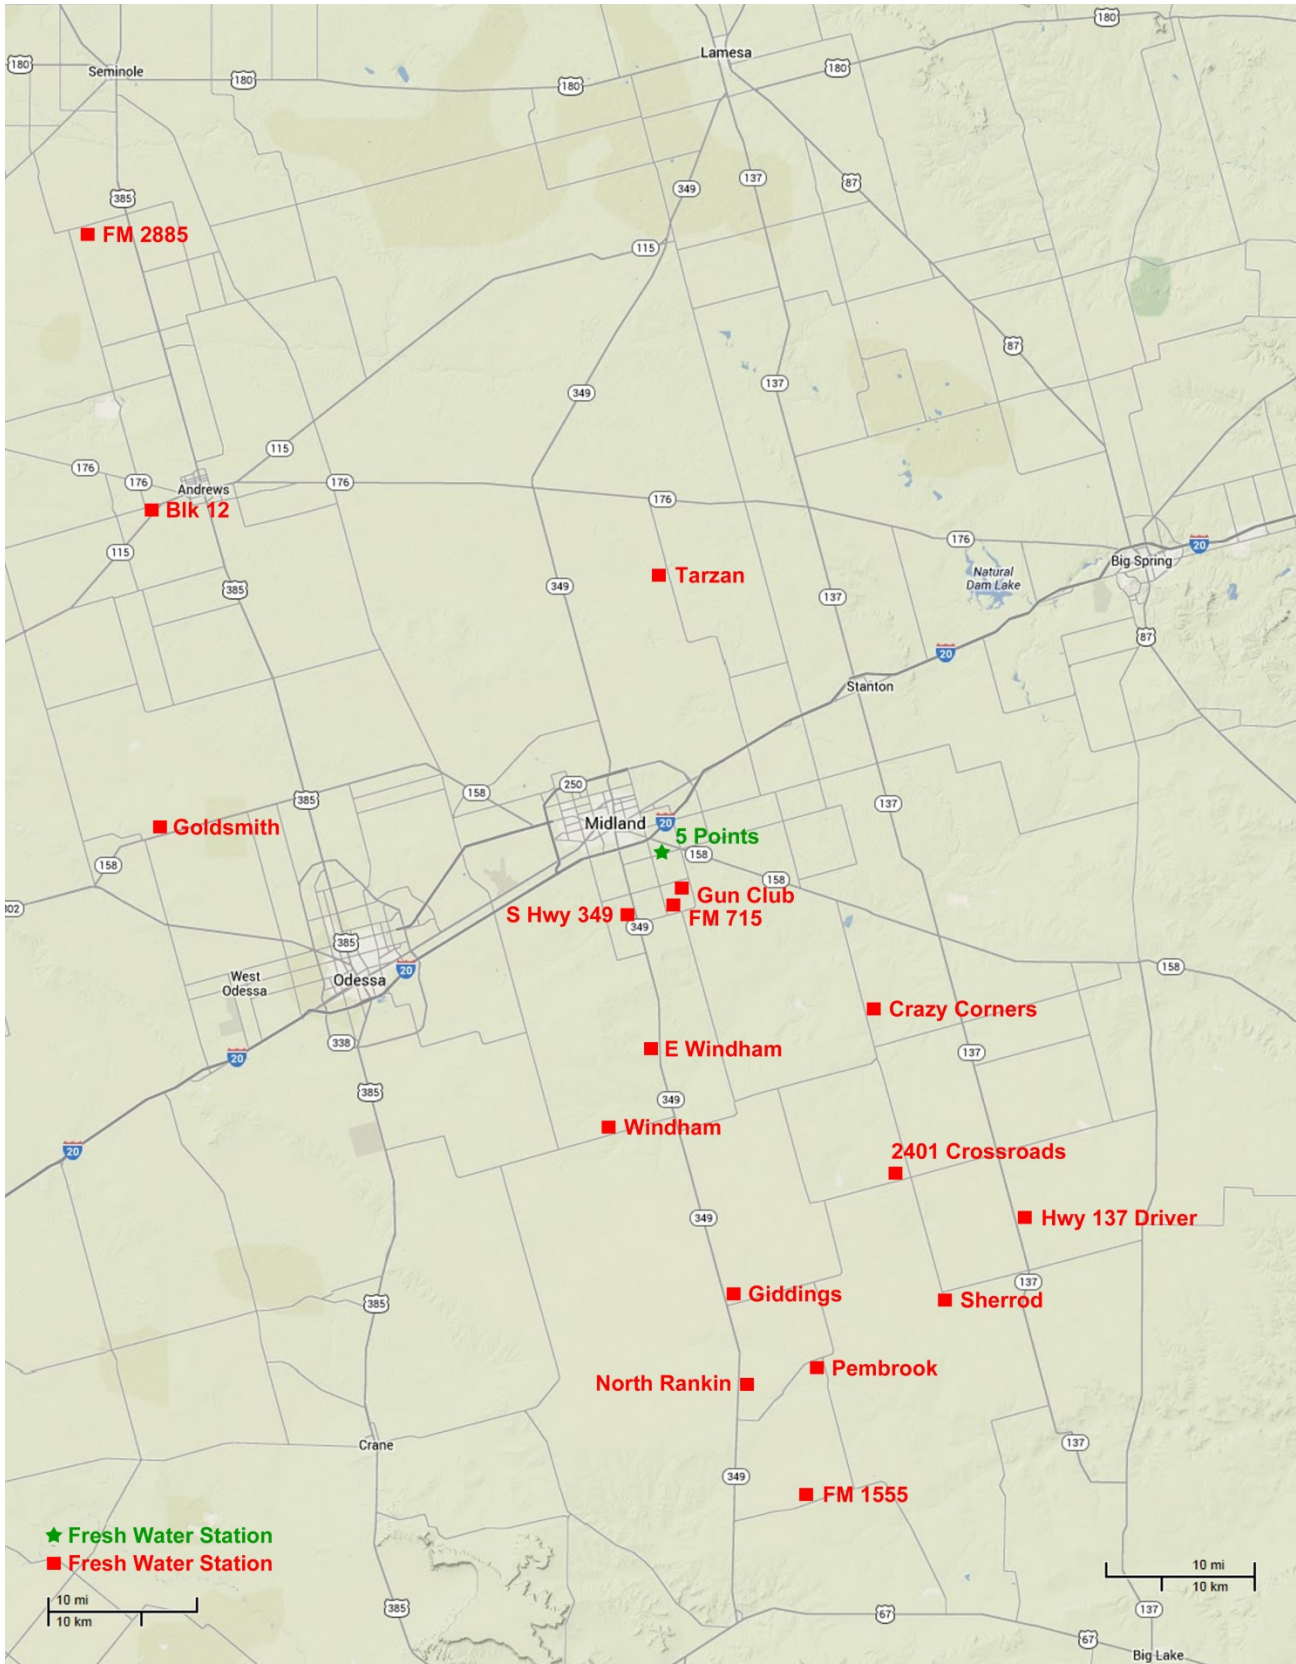 180
Lamesa
180
Seminole
180
180
180
385
349
137
87
FM 2885
115
87
137
349
115
176
176
Andrews
176
176
Blk 12
176
20
115
Big Spring
Natural
Dam Lake
Tarzan
385
349
137
87
20
Stanton
250
158
385
137
Midland
20
Goldsmith
5 Points
158
158
158
Gun Club
302
S Hwy 349
FM 715
349
385
158
West
Odessa
Odessa
20
Crazy Corners
338
20
E Windham
137
385
349
Windham
20
2401 Crossroads
349
Hwy 137 Driver
137
Giddings
Sherrod
385
Pembrook
North Rankin
Crane
137
349
FM 1555
Fresh Water Station
Fresh Water Station
10 mi
10 km
10 mi
10 km
385
67
137
67
Big Lake